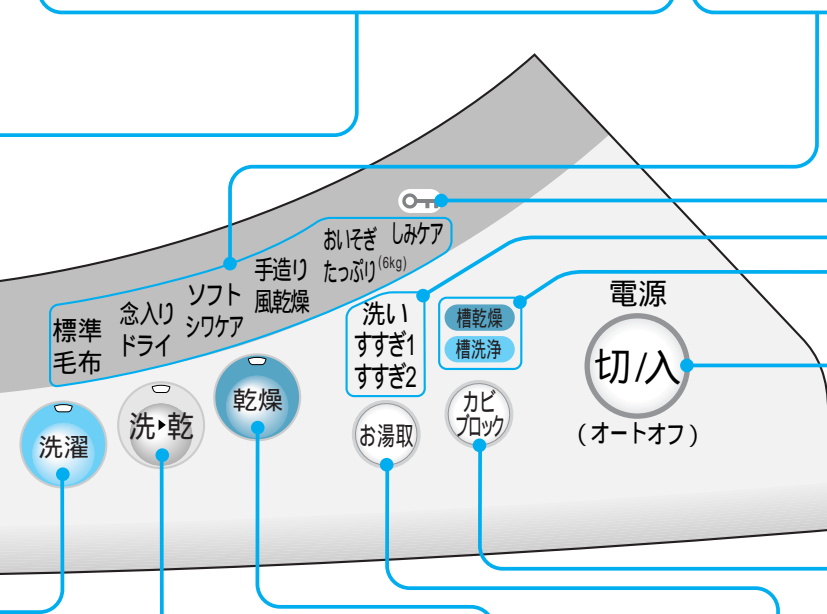 標準
毛布
念入り
ドライ
ソフト
シワケア
手造り
風乾燥
おいそぎ
たっぷり(6kg)
しみケア
洗い
すすぎ1
すすぎ2
槽乾燥
槽洗浄
電源
切/入
(オートオフ)
洗濯
洗▸乾
乾燥
お湯取
カビ
ブロック